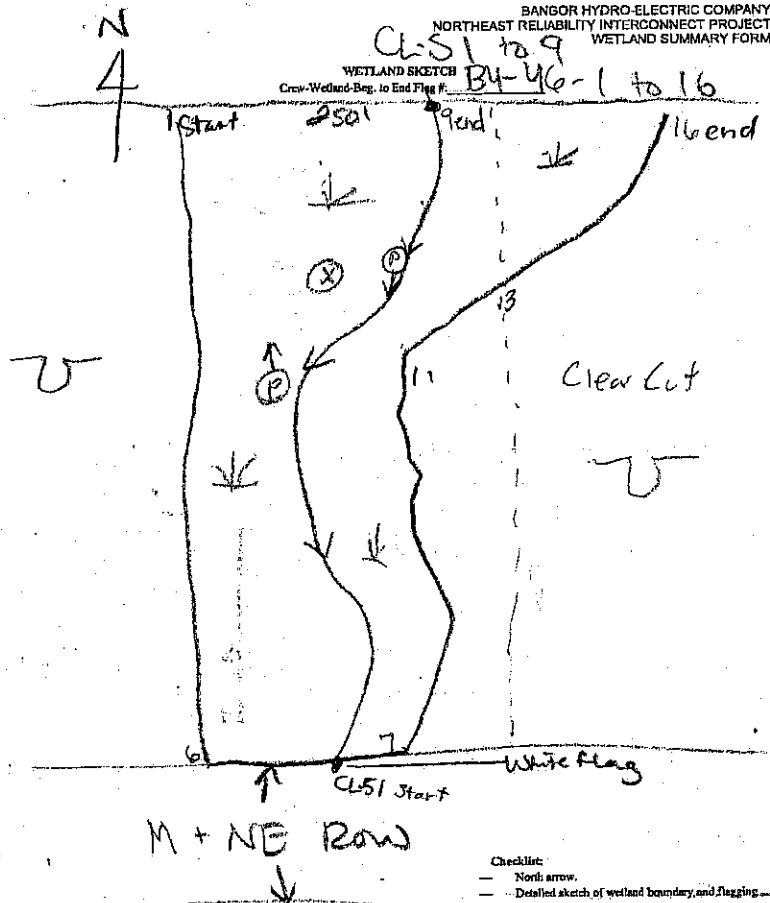 BANGOR HYDRO-ELECTRIC COMPANY
NORTHEAST RELIABILITY INTERCONNECT PROJECT
WETLAND SUMMARY FORM
N
CL-51 to 9
WETLAND SKETCH
Crew-Wetland-Beg. to End Flag #: B4-46-1 to 16
1 Start
250'
9 end
16 end
X
P
13
P
11
Clear Cut
U
U
6
7
White flag
CL-51 Start
M + NE Row
Checklist:
— North arrow.
— Detailed sketch of wetland boundary, and flagging